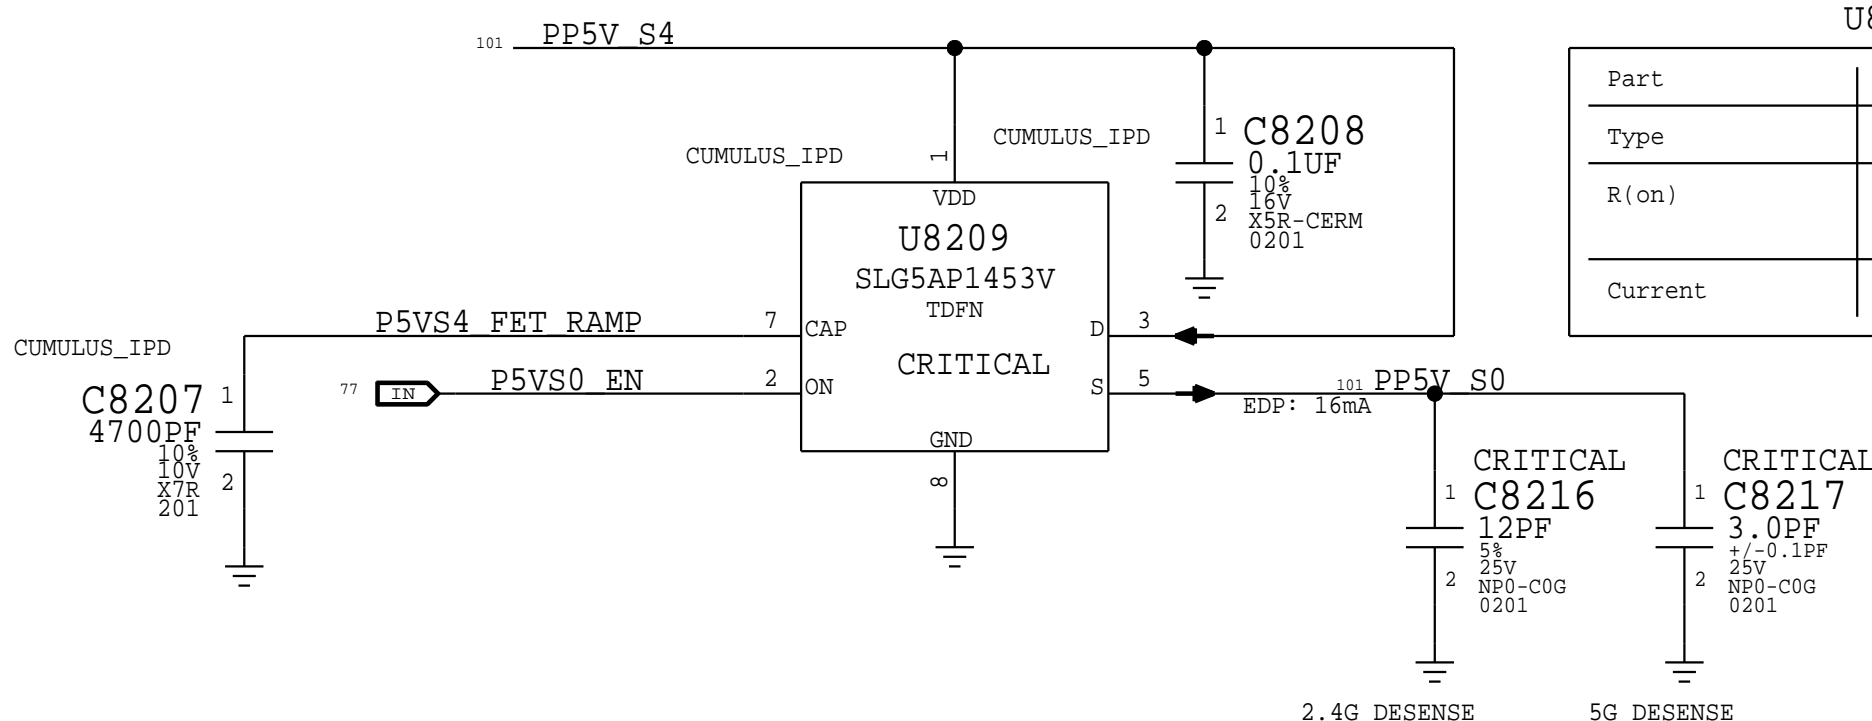 101 PP5V_S4
U8
Part
Type
R(on)
Current
CUMULUS_IPD
1
CUMULUS_IPD
1 C8208
0.1UF
10%
16V
2 X5R-CERM
0201
VDD
U8209
SLG5AP1453V
TDFN
CRITICAL
P5VS4_FET_RAMP 7 CAP
D 3
77 IN P5VS0_EN 2 ON
S 5
101 PP5V_S0
EDP: 16mA
GND
8
CUMULUS_IPD
C8207 1
4700PF
10%
10V
X7R 2
201
CRITICAL
1 C8216
12PF
5%
25V
2 NP0-C0G
0201
CRITICAL
1 C8217
3.0PF
+/-0.1PF
25V
2 NP0-C0G
0201
2.4G DESENSE
5G DESENSE